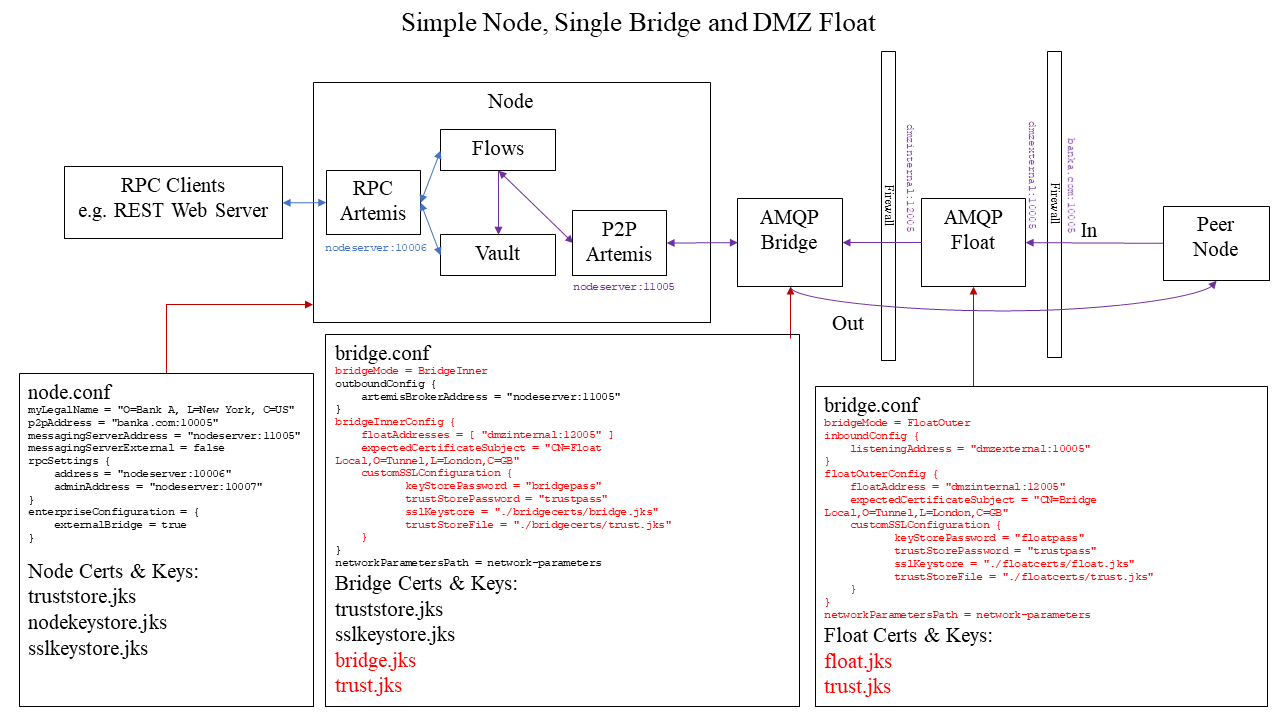 Simple Node, Single Bridge and DMZ Float
Node
RPC Clients
e.g. REST Web Server
RPC
Artemis
nodeserver:10006
Flows
Vault
P2P
Artemis
nodeserver:11005
AMQP
Bridge
Firewall
dmzinternal:12005
AMQP
Float
dmzexternal:10005
Firewall
banka.com:10005
In
Peer
Node
Out
node.conf
myLegalName = "O=Bank A, L=New York, C=US"
p2pAddress = "banka.com:10005"
messagingServerAddress = "nodeserver:11005"
messagingServerExternal = false
rpcSettings {
address = "nodeserver:10006"
adminAddress = "nodeserver:10007"
}
enterpriseConfiguration = {
externalBridge = true
}
Node Certs & Keys:
truststore.jks
nodekeystore.jks
sslkeystore.jks
bridge.conf
bridgeMode = BridgeInner
outboundConfig {
artemisBrokerAddress = "nodeserver:11005"
}
bridgeInnerConfig {
floatAddresses = [ "dmzinternal:12005" ]
expectedCertificateSubject = "CN=Float
Local,O=Tunnel,L=London,C=GB"
customSSLConfiguration {
keyStorePassword = "bridgepass"
trustStorePassword = "trustpass"
sslKeystore = "./bridgecerts/bridge.jks"
trustStoreFile = "./bridgecerts/trust.jks"
}
}
networkParametersPath = network-parameters
Bridge Certs & Keys:
truststore.jks
sslkeystore.jks
bridge.jks
trust.jks
bridge.conf
bridgeMode = FloatOuter
inboundConfig {
listeningAddress = "dmzexternal:10005"
}
floatOuterConfig {
floatAddress = "dmzinternal:12005"
expectedCertificateSubject = "CN=Bridge
Local,O=Tunnel,L=London,C=GB"
customSSLConfiguration {
keyStorePassword = "floatpass"
trustStorePassword = "trustpass"
sslKeystore = "./floatcerts/float.jks"
trustStoreFile = "./floatcerts/trust.jks"
}
}
networkParametersPath = network-parameters
Float Certs & Keys:
float.jks
trust.jks